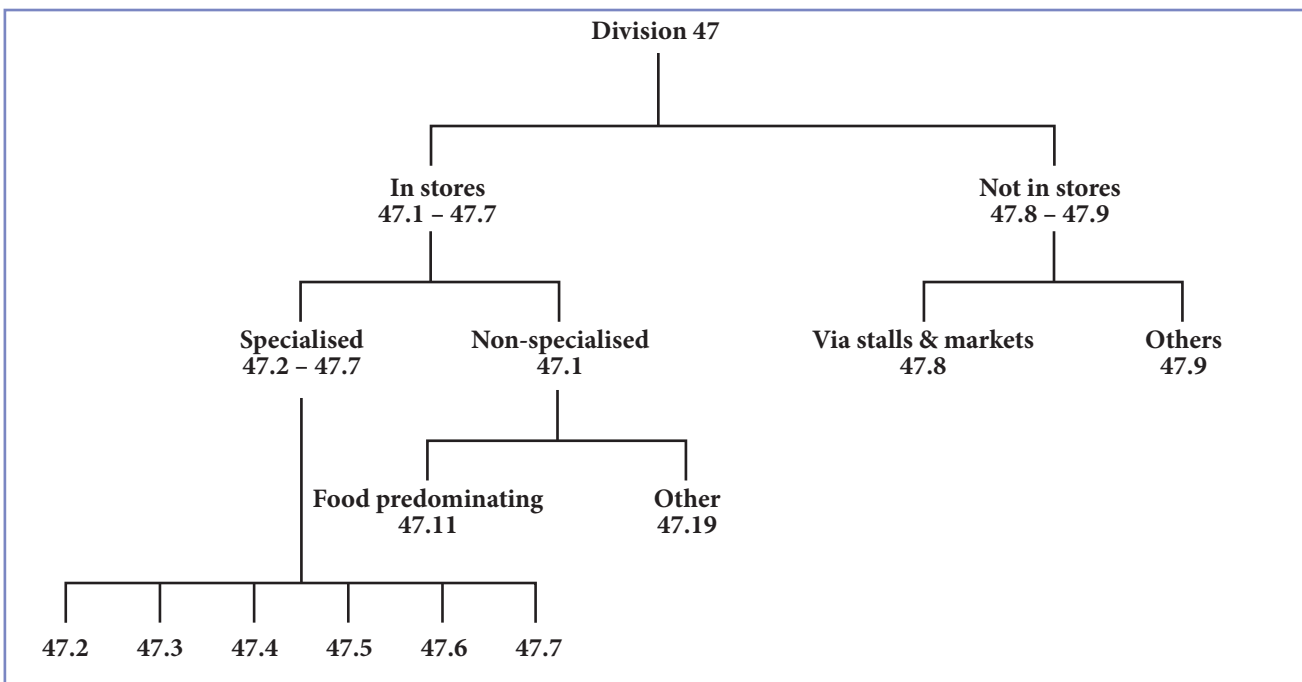 Division 47
In stores
47.1 – 47.7
Not in stores
47.8 – 47.9
Specialised
47.2 – 47.7
Non-specialised
47.1
Via stalls & markets
47.8
Others
47.9
Food predominating
47.11
Other
47.19
47.2 47.3 47.4 47.5 47.6 47.7